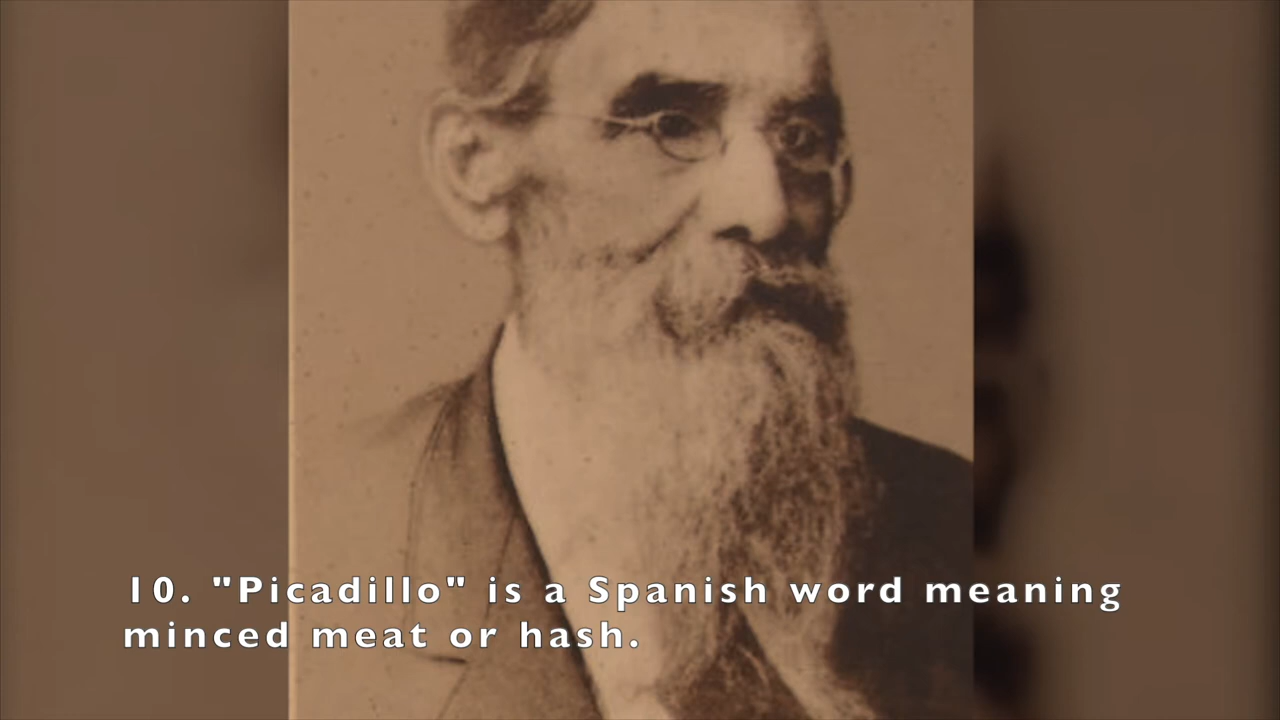 10. "Picadillo" is a Spanish word meaning
minced meat or hash.